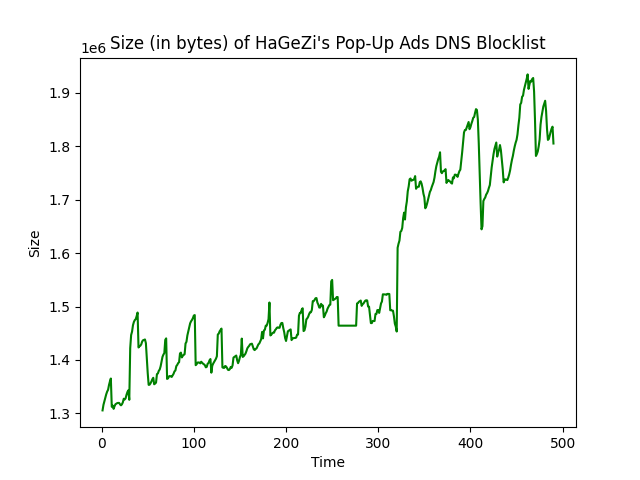 Size (in bytes) of HaGeZi's Pop-Up Ads DNS Blocklist
1e6
1.9
1.8
1.7
1.6
1.5
1.4
1.3
Size
0 100 200 300 400 500
Time